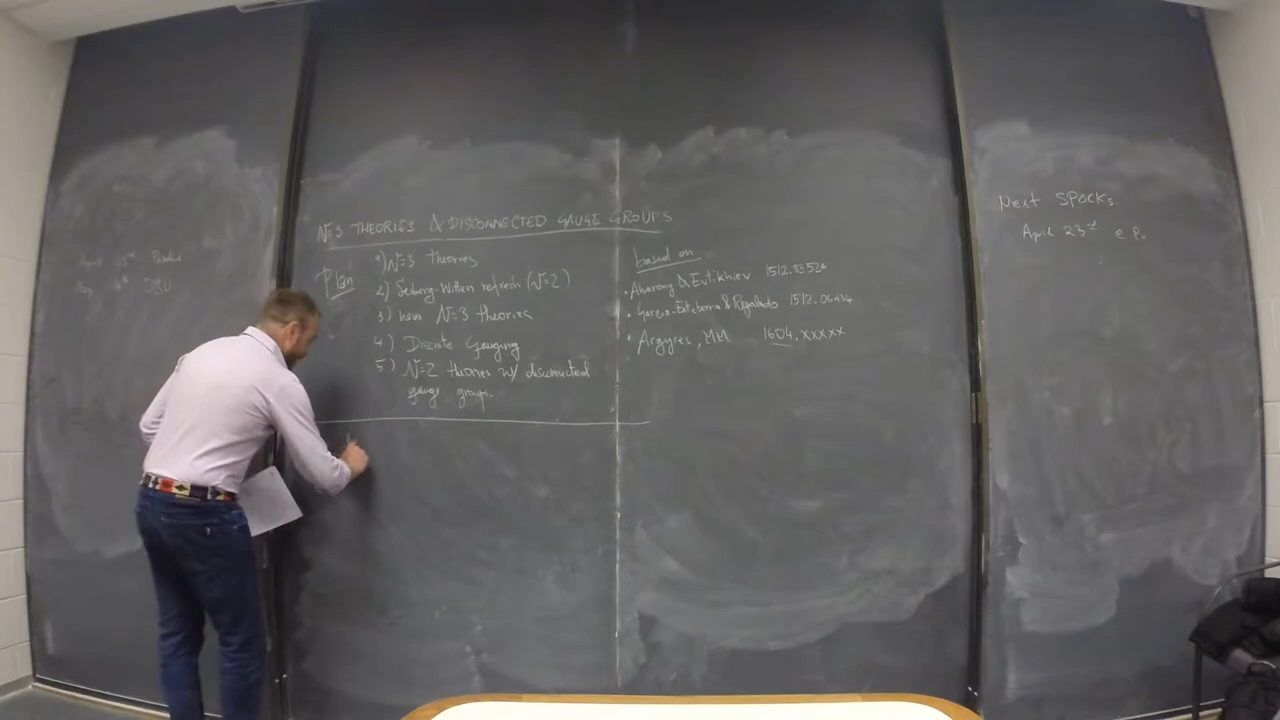 N=3 THEORIES & DISCONNECTED GAUGE GROUPS
Plan
1) N=3 theories
2) Seiberg-Witten refresh (N=2)
3) new N=3 theories
4) Discrete Gauging
5) N=2 theories w/ disconnected
gauge groups.
based on
• Aharony & Evtikhiev 1512.03524
• Garcia-Etxebarria & Regalado 1512.06434
• Argyres, MM 1604.xxxxx
Next SPOCKS:
April 23rd @ P.
April
May